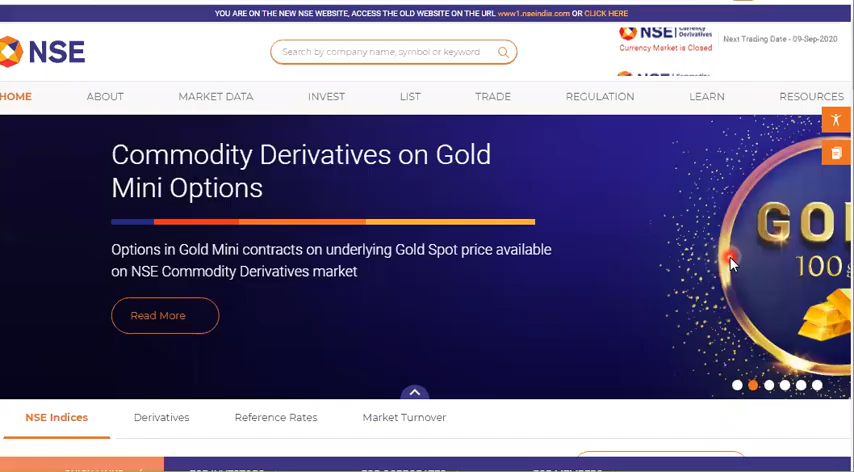 YOU ARE ON THE NEW NSE WEBSITE, ACCESS THE OLD WEBSITE ON THE URL www1.nseindia.com OR CLICK HERE
NSE
Search by company name, symbol or keyword
NSE Currency Derivatives
Currency Market is Closed
Next Trading Date - 09-Sep-2020
HOME ABOUT MARKET DATA INVEST LIST TRADE REGULATION LEARN RESOURCES
Commodity Derivatives on Gold
Mini Options
Options in Gold Mini contracts on underlying Gold Spot price available
on NSE Commodity Derivatives market
Read More
GO
100
NSE Indices Derivatives Reference Rates Market Turnover